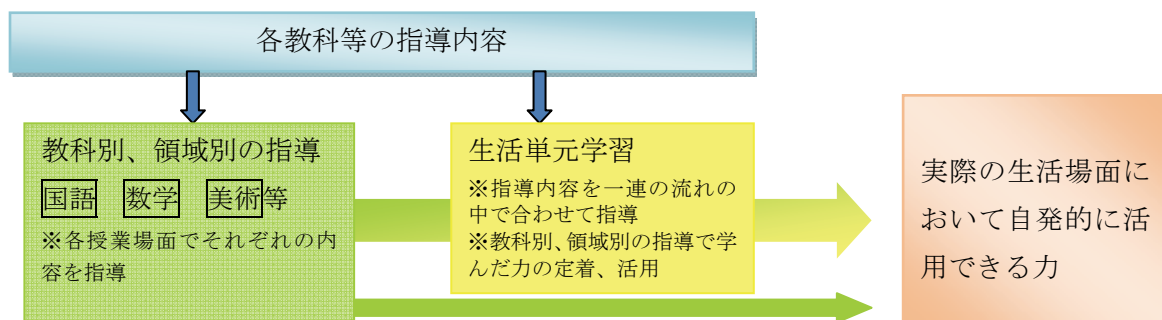 各教科等の指導内容
教科別、領域別の指導
国語 数学 美術等
※各授業場面でそれぞれの内
容を指導
生活単元学習
※指導内容を一連の流れの
中で合わせて指導
※教科別、領域別の指導で学
んだ力の定着、活用
実際の生活場面に
おいて自発的に活
用できる力